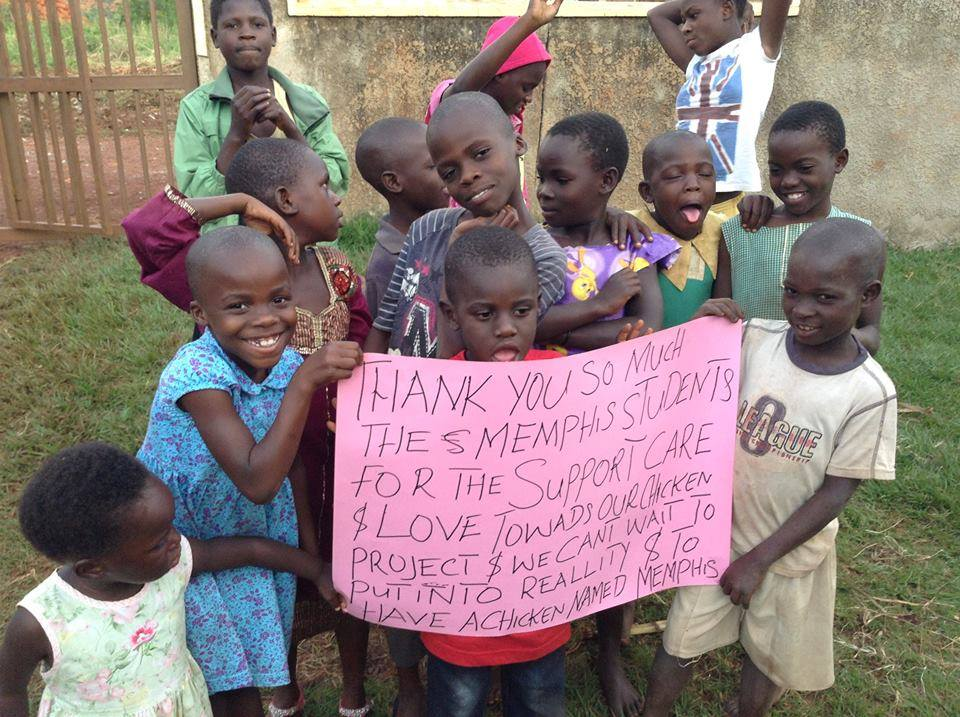 THANK YOU SO MUCH
THE S MEMPHIS STUDENTS
FOR THE SUPPORT CARE
& LOVE TOWADS OUR CHICKEN
PROJECT & WE CANT WAIT TO
PUT INTO REALLITY & TO
HAVE A CHICKEN NAMED MEMPHIS
LEAGUE